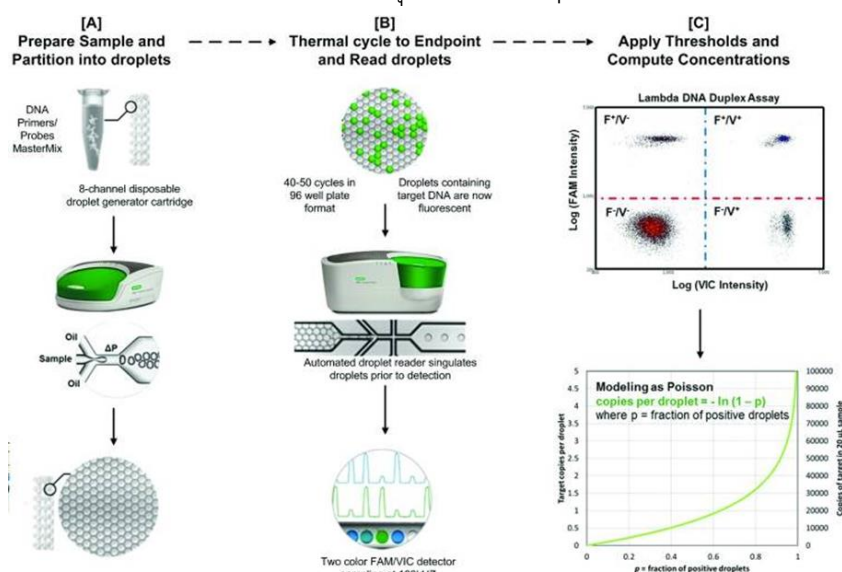 [A]
Prepare Sample and
Partition into droplets
DNA
Primers/
Probes
MasterMix
8-channel disposable
droplet generator cartridge
Oil
Sample
ΔP
Oil
[B]
Thermal cycle to Endpoint
and Read droplets
40-50 cycles in
96 well plate
format
Droplets containing
target DNA are now
fluorescent
Automated droplet reader singulates
droplets prior to detection
Two color FAM/VIC detector
[C]
Apply Thresholds and
Compute Concentrations
Lambda DNA Duplex Assay
F⁺/V⁻
F⁺/V⁺
F⁻/V⁻
F⁻/V⁺
Log (FAM Intensity)
Log (VIC Intensity)
Modeling as Poisson
copies per droplet = - ln (1 – p)
where p = fraction of positive droplets
Target copies per droplet
5
4.5
4
3.5
3
2.5
2
1.5
1
0.5
0
100000
90000
80000
70000
60000
50000
40000
30000
20000
10000
0
Copies of target in 20 µL sample
0
0.2
0.4
0.6
0.8
1
p = fraction of positive droplets